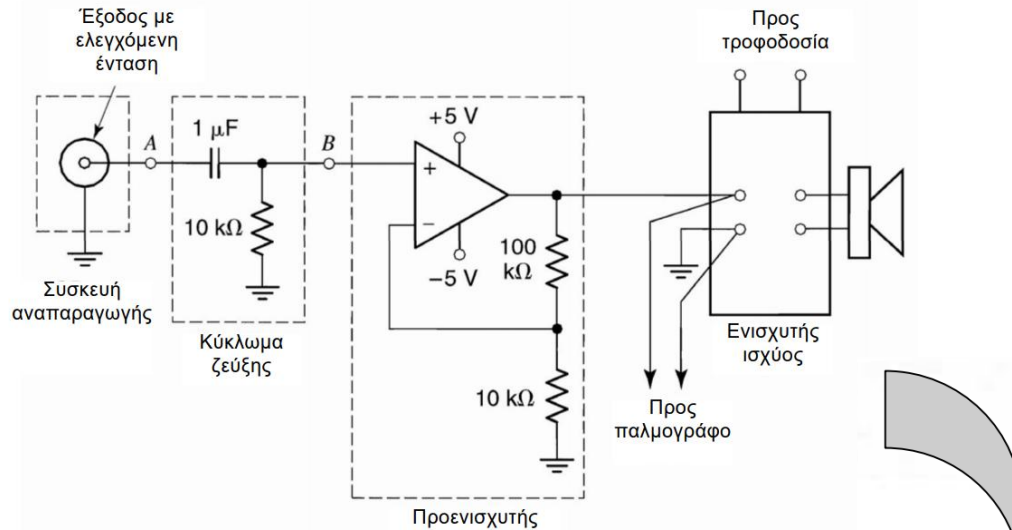 Έξοδος με
ελεγχόμενη
ένταση
A
1 μF
10 kΩ
B
+5 V
+
−
−5 V
100
kΩ
10 kΩ
Προς
τροφοδοσία
Συσκευή
αναπαραγωγής
Κύκλωμα
ζεύξης
Προενισχυτής
Ενισχυτής
ισχύος
Προς
παλμογράφο